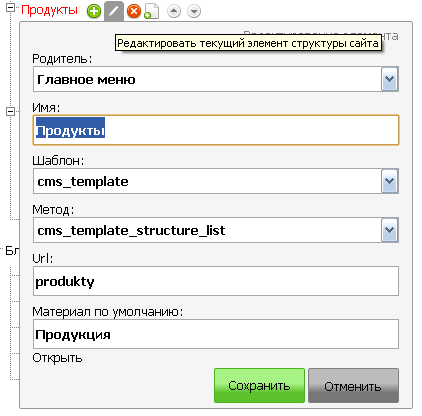 Продукты
Редактировать текущий элемент структуры сайта
Родитель:
Главное меню
Имя:
Продукты
Шаблон:
cms_template
Метод:
cms_template_structure_list
Url:
produkty
Материал по умолчанию:
Продукция
Открыть
Сохранить
Отменить